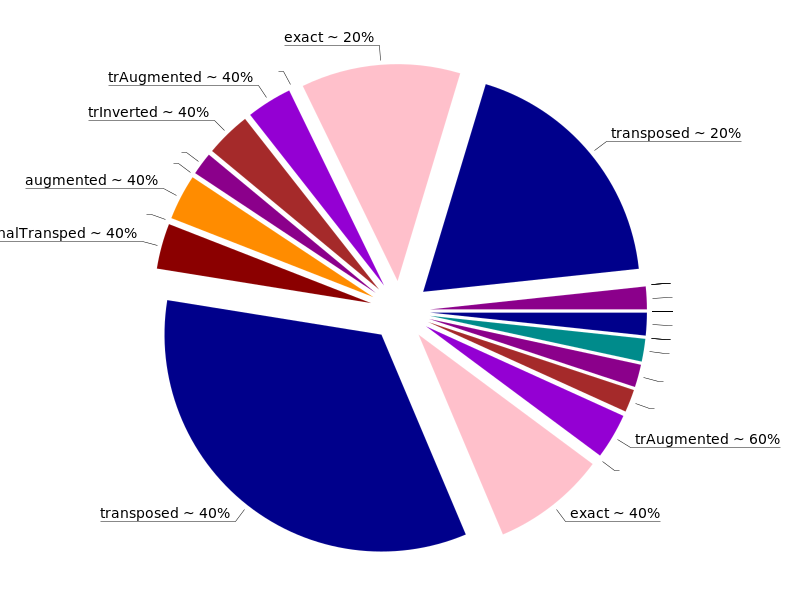 exact ~ 20%
trAugmented ~ 40%
trInverted ~ 40%
transposed ~ 20%
augmented ~ 40%
nalTransped ~ 40%
trAugmented ~ 60%
transposed ~ 40%
exact ~ 40%